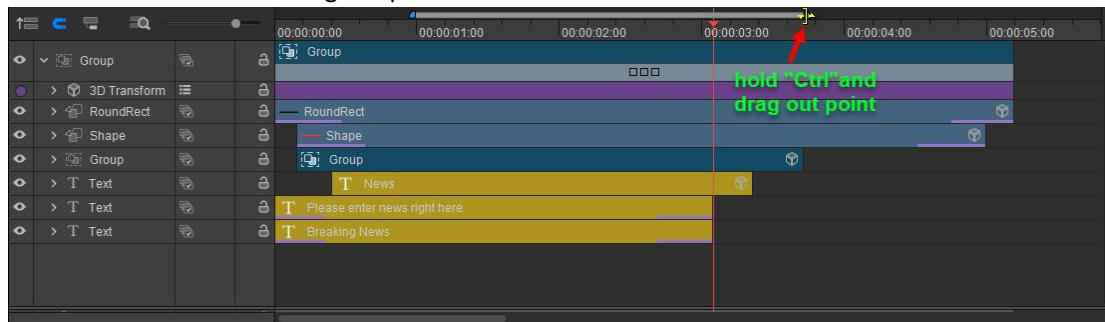 00:00:00:00 00:00:01:00 00:00:02:00 00:00:03:00 00:00:04:00 00:00:05:00
Group Group
hold "Ctrl"and
drag out point
3D Transform
RoundRect RoundRect
Shape Shape
Group Group
T Text T News
T Text T Please enter news right here.
T Text T Breaking News